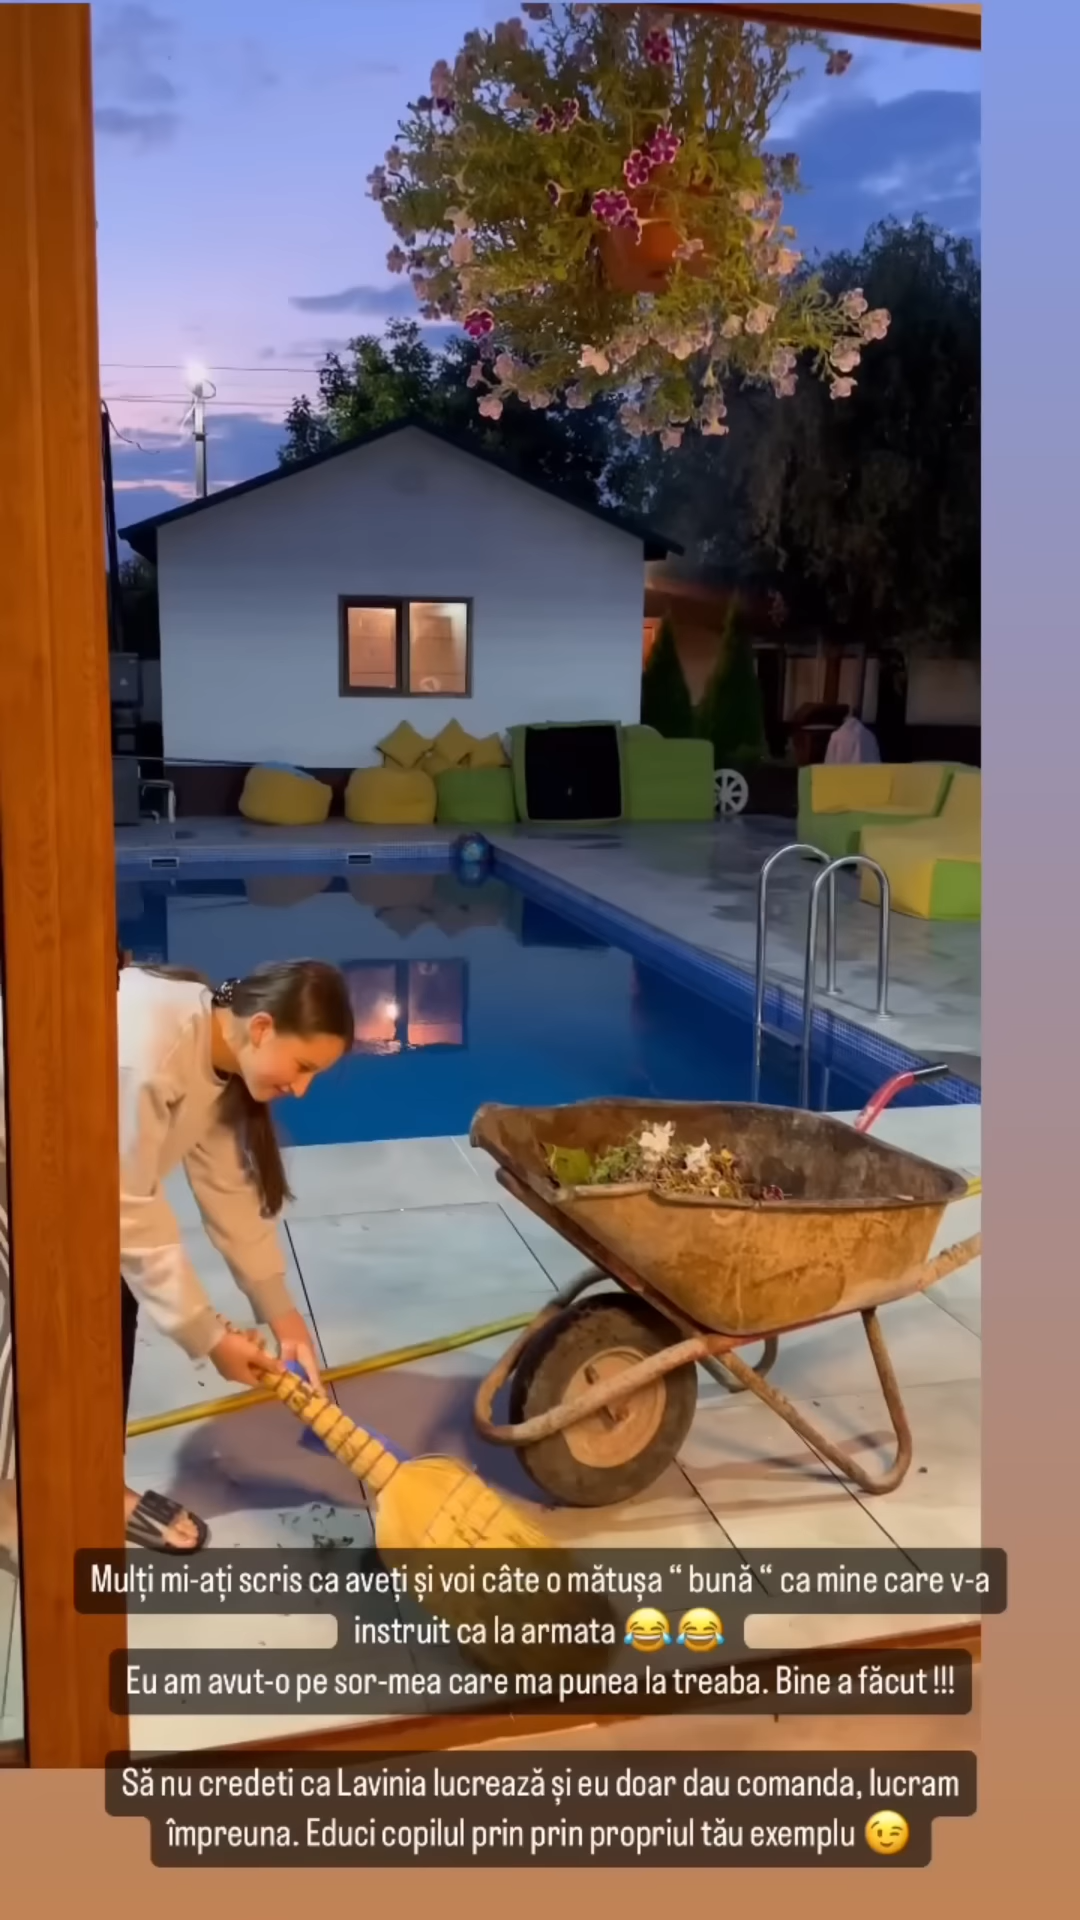 Mulți mi-ați scris ca aveți și voi câte o mătușa “ bună “ ca mine care v-a
instruit ca la armata 😂😂
Eu am avut-o pe sor-mea care ma punea la treaba. Bine a făcut !!!
Să nu credeti ca Lavinia lucrează și eu doar dau comanda, lucram
împreuna. Educi copilul prin prin propriul tău exemplu 😉